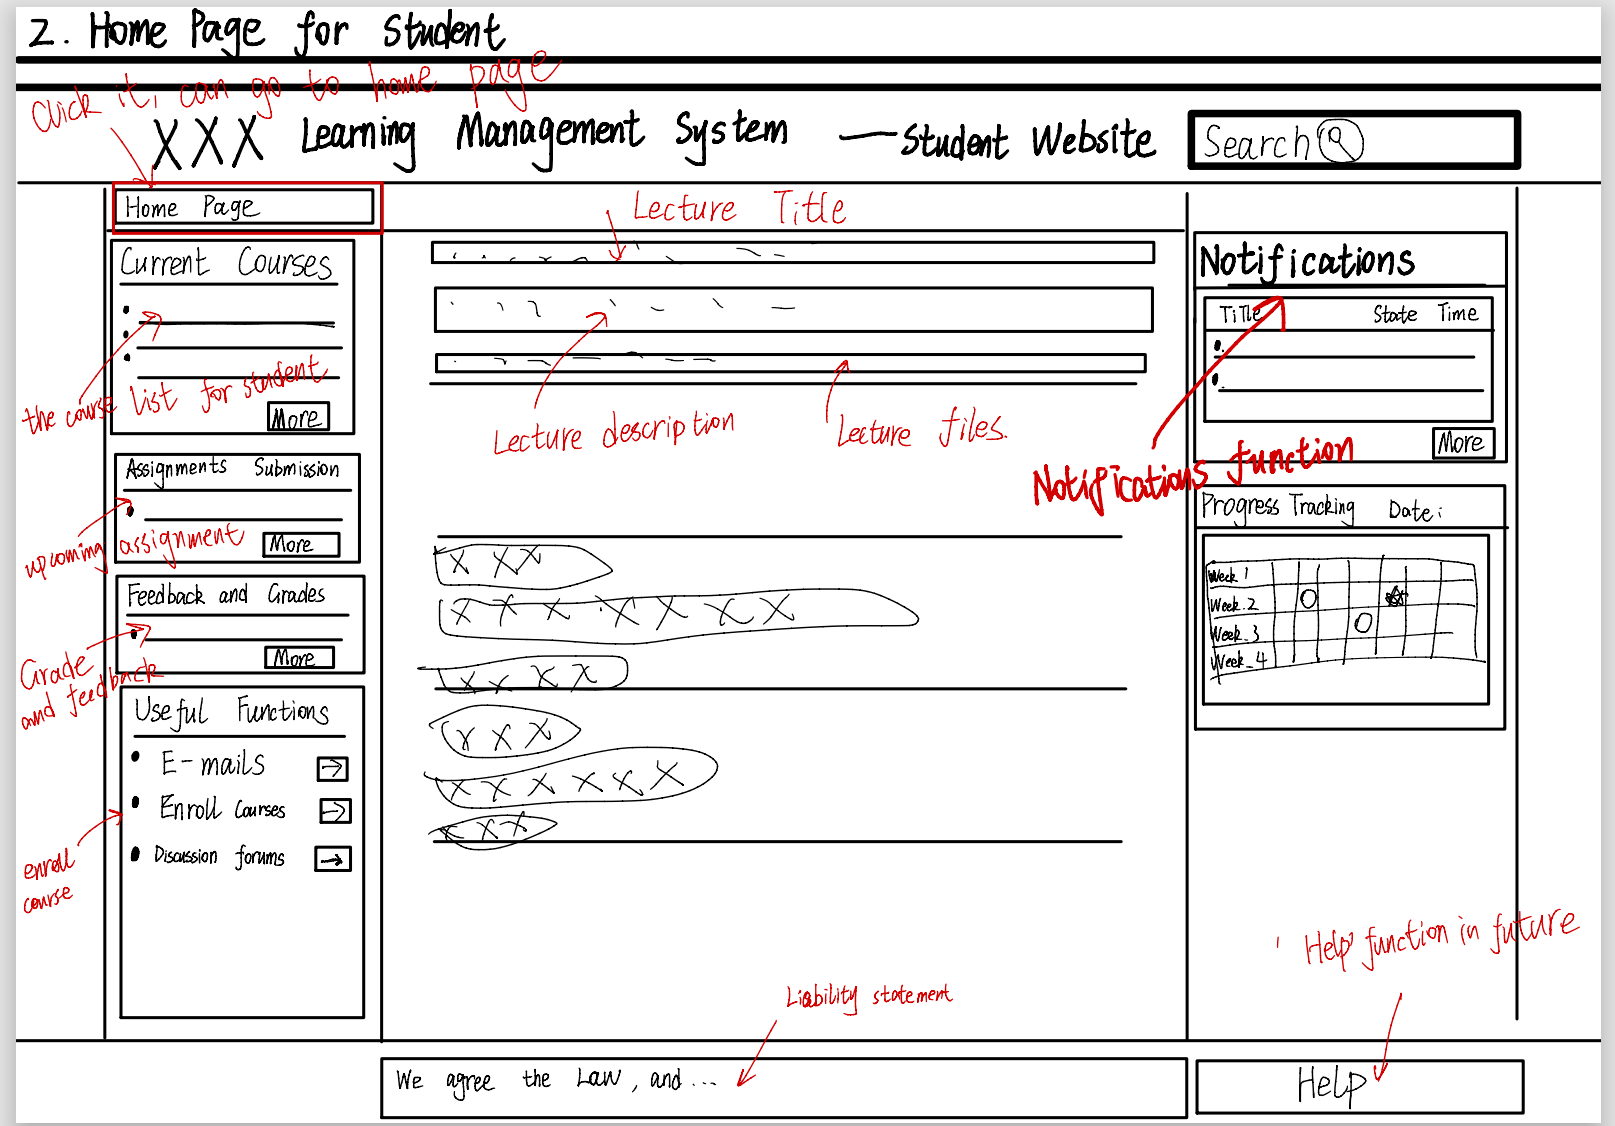 2. Home Page for Student
Click it, can go to home page
XXX Learning Management System — Student Website
Search
Home Page
Lecture Title
Current Courses
the course list for student
More
Lecture description
Lecture files.
Notifications
Title State Time
More
Notifications function
Assignments Submission
upcoming assignment
More
Feedback and Grades
Grade
and feedback
More
Useful Functions
E-mails
Enroll Courses
Discussion forums
enroll
course
X XX
X X X X X X X
X X X X
X X X
X X X X X X
X X X
Progress Tracking Date:
Week 1
Week.2
Week_3
Week_4
' Help' function in future
Liability statement
We agree the Law, and ...
Help